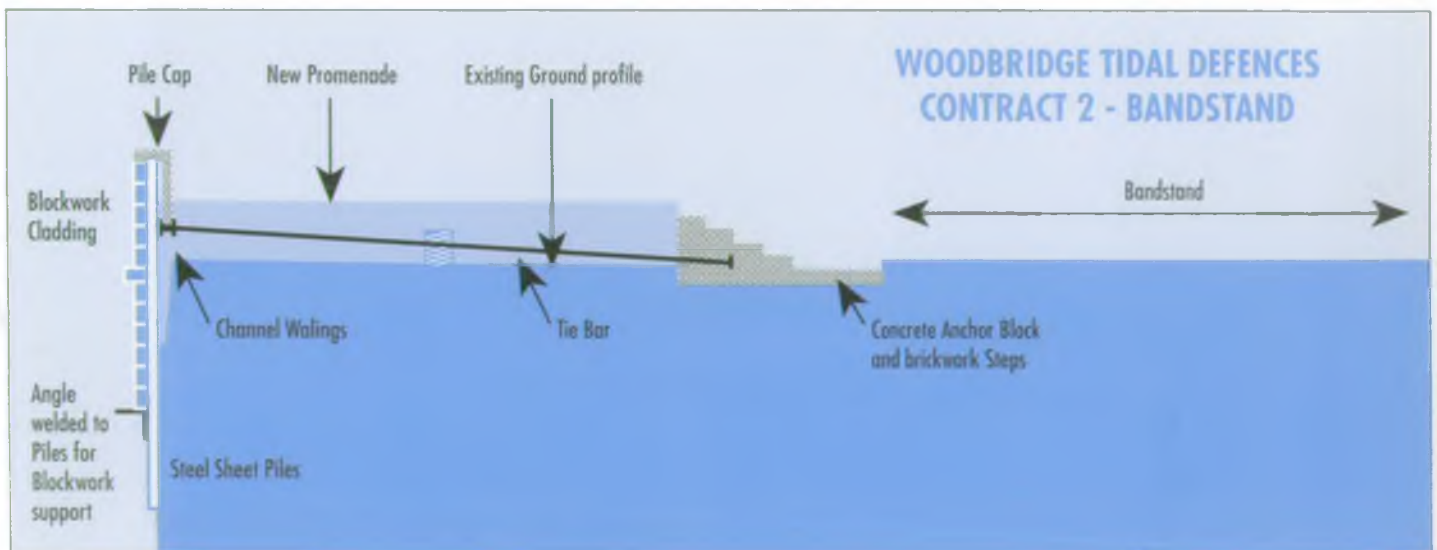 WOODBRIDGE TIDAL DEFENCES
CONTRACT 2 - BANDSTAND
Pile Cap
New Promenade
Existing Ground profile
Bandstand
Blockwork
Cladding
Channel Walings
Tie Bar
Concrete Anchor Block
and brickwork Steps
Angle
welded to
Piles for
Blockwork
support
Steel Sheet Piles